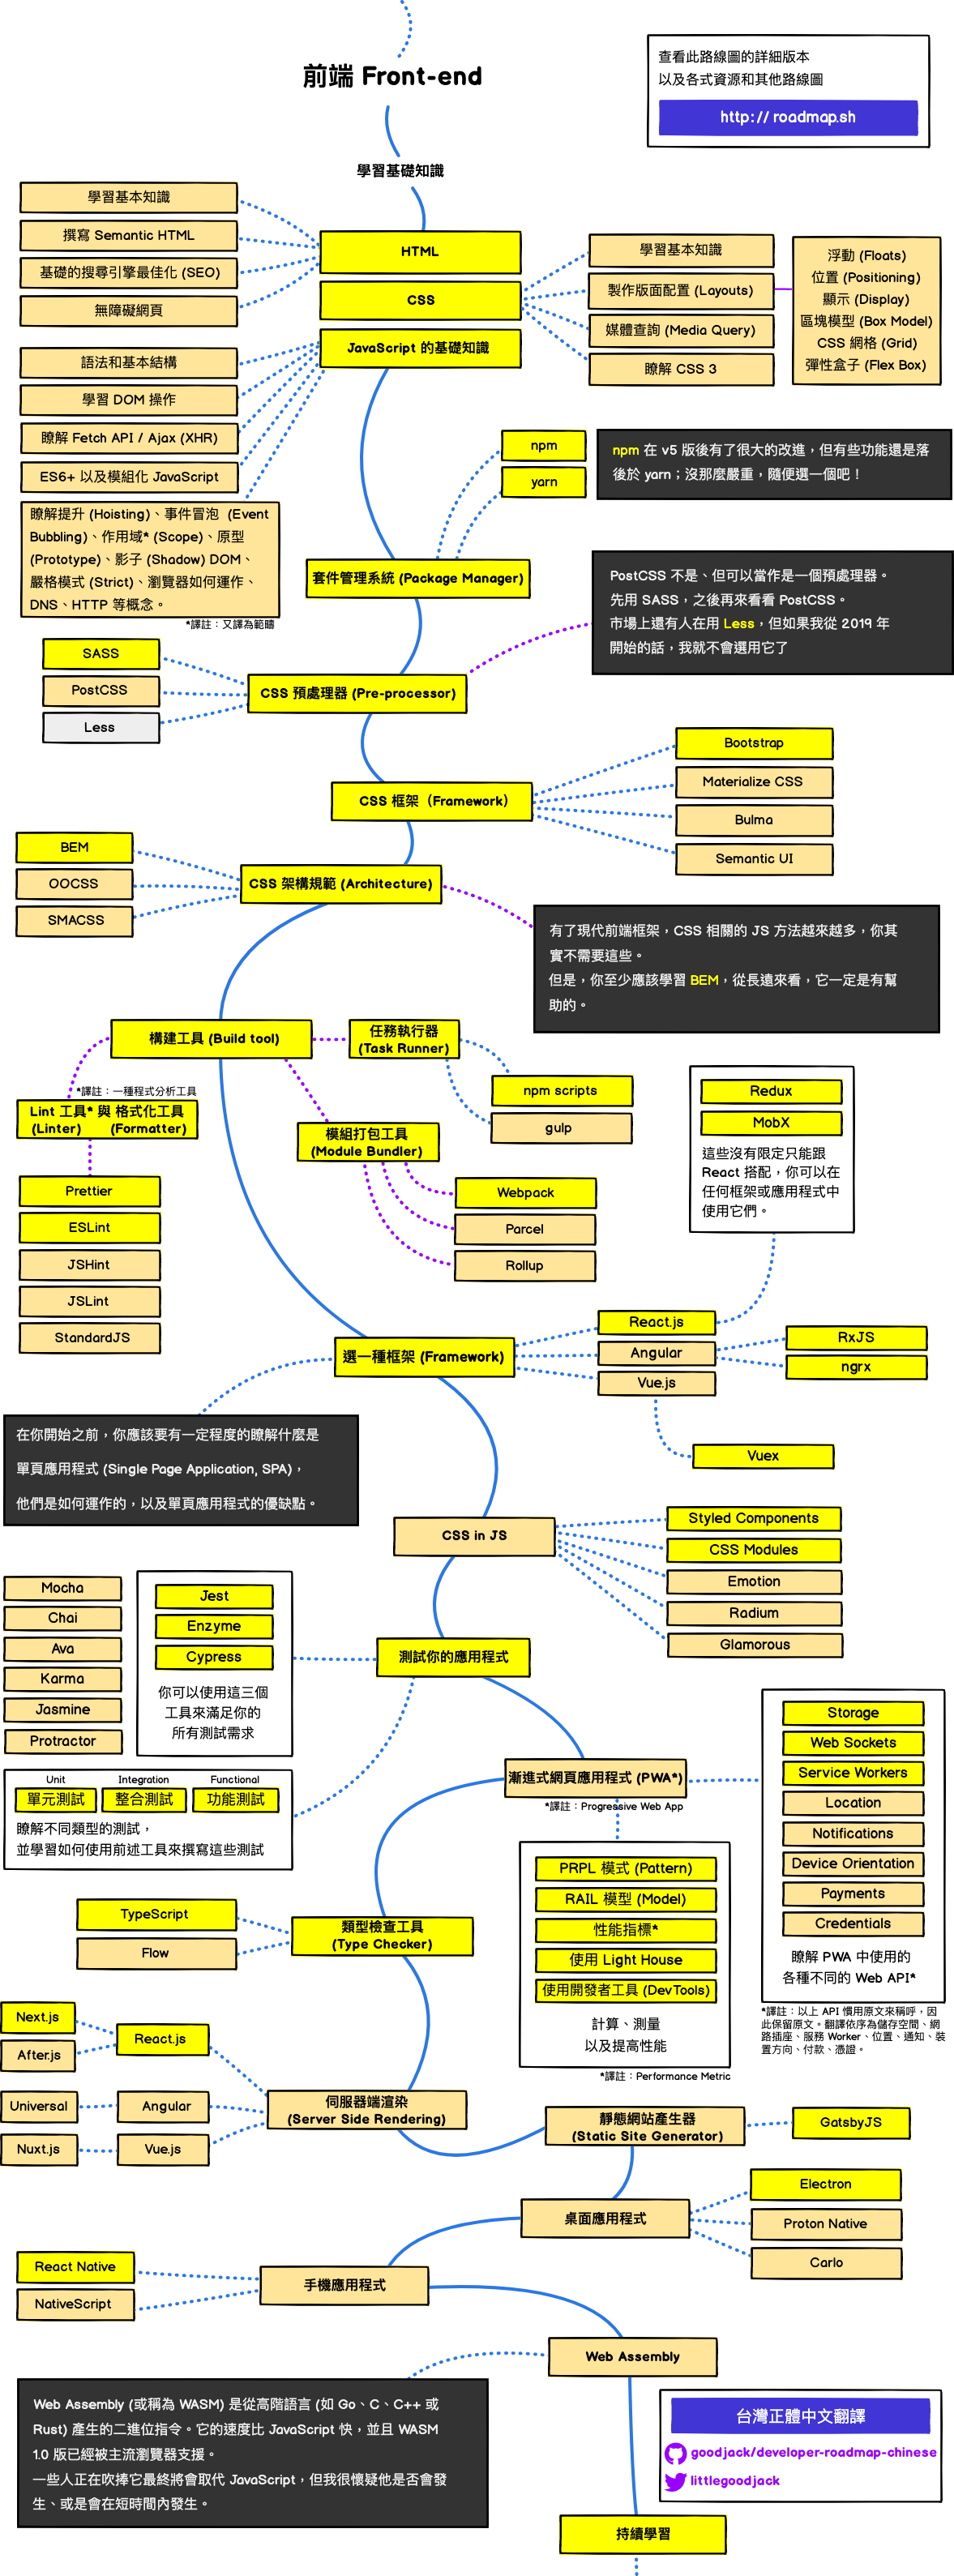 前端 Front-end
查看此路線圖的詳細版本
以及各式資源和其他路線圖
http:// roadmap.sh
學習基礎知識
學習基本知識
撰寫 Semantic HTML
基礎的搜尋引擎最佳化 (SEO)
無障礙網頁
HTML
CSS
JavaScript 的基礎知識
學習基本知識
製作版面配置 (Layouts)
媒體查詢 (Media Query)
瞭解 CSS 3
浮動 (Floats)
位置 (Positioning)
顯示 (Display)
區塊模型 (Box Model)
CSS 網格 (Grid)
彈性盒子 (Flex Box)
語法和基本結構
學習 DOM 操作
瞭解 Fetch API / Ajax (XHR)
ES6+ 以及模組化 JavaScript
瞭解提升 (Hoisting)、事件冒泡 (Event
Bubbling)、作用域* (Scope)、原型
(Prototype)、影子 (Shadow) DOM、
嚴格模式 (Strict)、瀏覽器如何運作、
DNS、HTTP 等概念。
*譯註：又譯為範疇
npm
yarn
npm 在 v5 版後有了很大的改進，但有些功能還是落
後於 yarn；沒那麼嚴重，隨便選一個吧！
套件管理系統 (Package Manager)
PostCSS 不是、但可以當作是一個預處理器。
先用 SASS，之後再來看看 PostCSS。
市場上還有人在用 Less，但如果我從 2019 年
開始的話，我就不會選用它了
SASS
PostCSS
Less
CSS 預處理器 (Pre-processor)
CSS 框架（Framework）
Bootstrap
Materialize CSS
Bulma
Semantic UI
BEM
OOCSS
SMACSS
CSS 架構規範 (Architecture)
有了現代前端框架，CSS 相關的 JS 方法越來越多，你其
實不需要這些。
但是，你至少應該學習 BEM，從長遠來看，它一定是有幫
助的。
構建工具 (Build tool)
任務執行器
(Task Runner)
npm scripts
gulp
*譯註：一種程式分析工具
Lint 工具* 與 格式化工具
(Linter) (Formatter)
Prettier
ESLint
JSHint
JSLint
StandardJS
模組打包工具
(Module Bundler)
Webpack
Parcel
Rollup
Redux
MobX
這些沒有限定只能跟
React 搭配，你可以在
任何框架或應用程式中
使用它們。
選一種框架 (Framework)
React.js
Angular
Vue.js
RxJS
ngrx
Vuex
在你開始之前，你應該要有一定程度的瞭解什麼是
單頁應用程式 (Single Page Application, SPA)，
他們是如何運作的，以及單頁應用程式的優缺點。
CSS in JS
Styled Components
CSS Modules
Emotion
Radium
Glamorous
Mocha
Chai
Ava
Karma
Jasmine
Protractor
Jest
Enzyme
Cypress
你可以使用這三個
工具來滿足你的
所有測試需求
測試你的應用程式
Unit Integration Functional
單元測試 整合測試 功能測試
瞭解不同類型的測試，
並學習如何使用前述工具來撰寫這些測試
漸進式網頁應用程式 (PWA*)
*譯註：Progressive Web App
Storage
Web Sockets
Service Workers
Location
Notifications
Device Orientation
Payments
Credentials
瞭解 PWA 中使用的
各種不同的 Web API*
*譯註：以上 API 慣用原文來稱呼，因
此保留原文。翻譯依序為儲存空間、網
路插座、服務 Worker、位置、通知、裝
置方向、付款、憑證。
PRPL 模式 (Pattern)
RAIL 模型 (Model)
性能指標*
使用 Light House
使用開發者工具 (DevTools)
計算、測量
以及提高性能
*譯註：Performance Metric
TypeScript
Flow
類型檢查工具
(Type Checker)
Next.js
After.js
React.js
Universal
Angular
Nuxt.js
Vue.js
伺服器端渲染
(Server Side Rendering)
靜態網站產生器
(Static Site Generator)
GatsbyJS
桌面應用程式
Electron
Proton Native
Carlo
React Native
NativeScript
手機應用程式
Web Assembly
Web Assembly (或稱為 WASM) 是從高階語言 (如 Go、C、C++ 或
Rust) 產生的二進位指令。它的速度比 JavaScript 快，並且 WASM
1.0 版已經被主流瀏覽器支援。
一些人正在吹捧它最終將會取代 JavaScript，但我很懷疑他是否會發
生、或是會在短時間內發生。
台灣正體中文翻譯
goodjack/developer-roadmap-chinese
littlegoodjack
持續學習